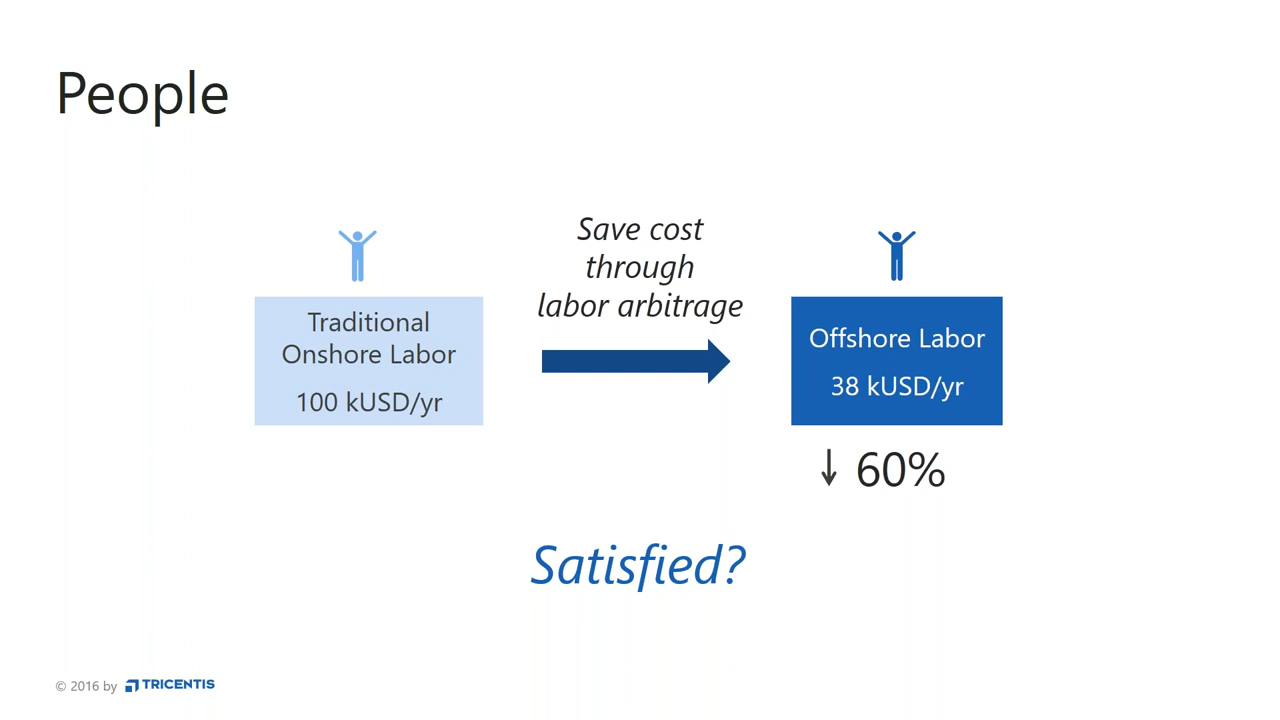 People
Save cost
through
labor arbitrage
Traditional
Onshore Labor
100 kUSD/yr
Offshore Labor
38 kUSD/yr
↓ 60%
Satisfied?
© 2016 by TRICENTIS